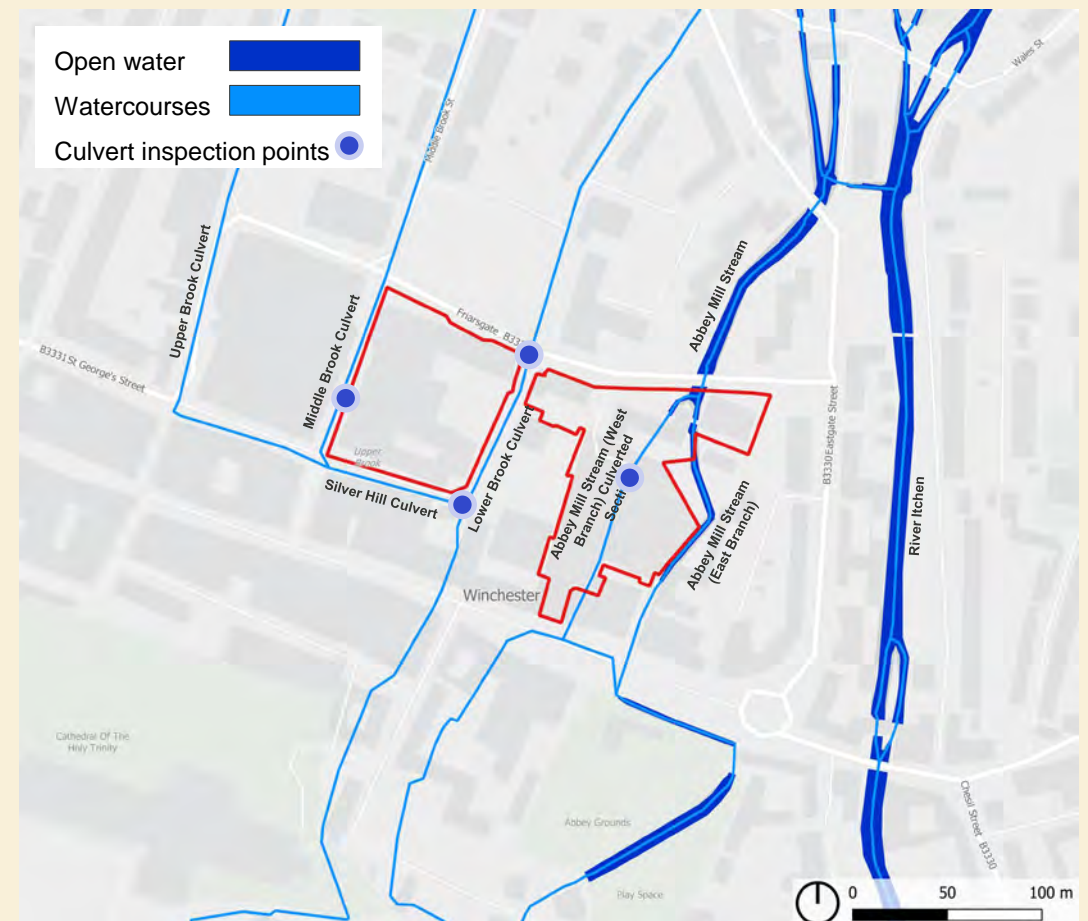 Open water
Watercourses
Culvert inspection points
Wales St
Middle Brook St
Upper Brook Culvert
Abbey Mill Stream
Friarsgate B33
B3331 St George's Street
Middle Brook Culvert
Lower Brook Culvert
Abbey Mill Stream (West
Branch) Culverted
Secti
B3330 Eastgate Street
Upper
Brook
Silver Hill Culvert
River Itchen
Abbey Mill Stream
(East Branch)
Winchester
Cathedral Of The
Holy Trinity
Chesil Street B3330
Abbey Grounds
Play Space
0 50 100 m